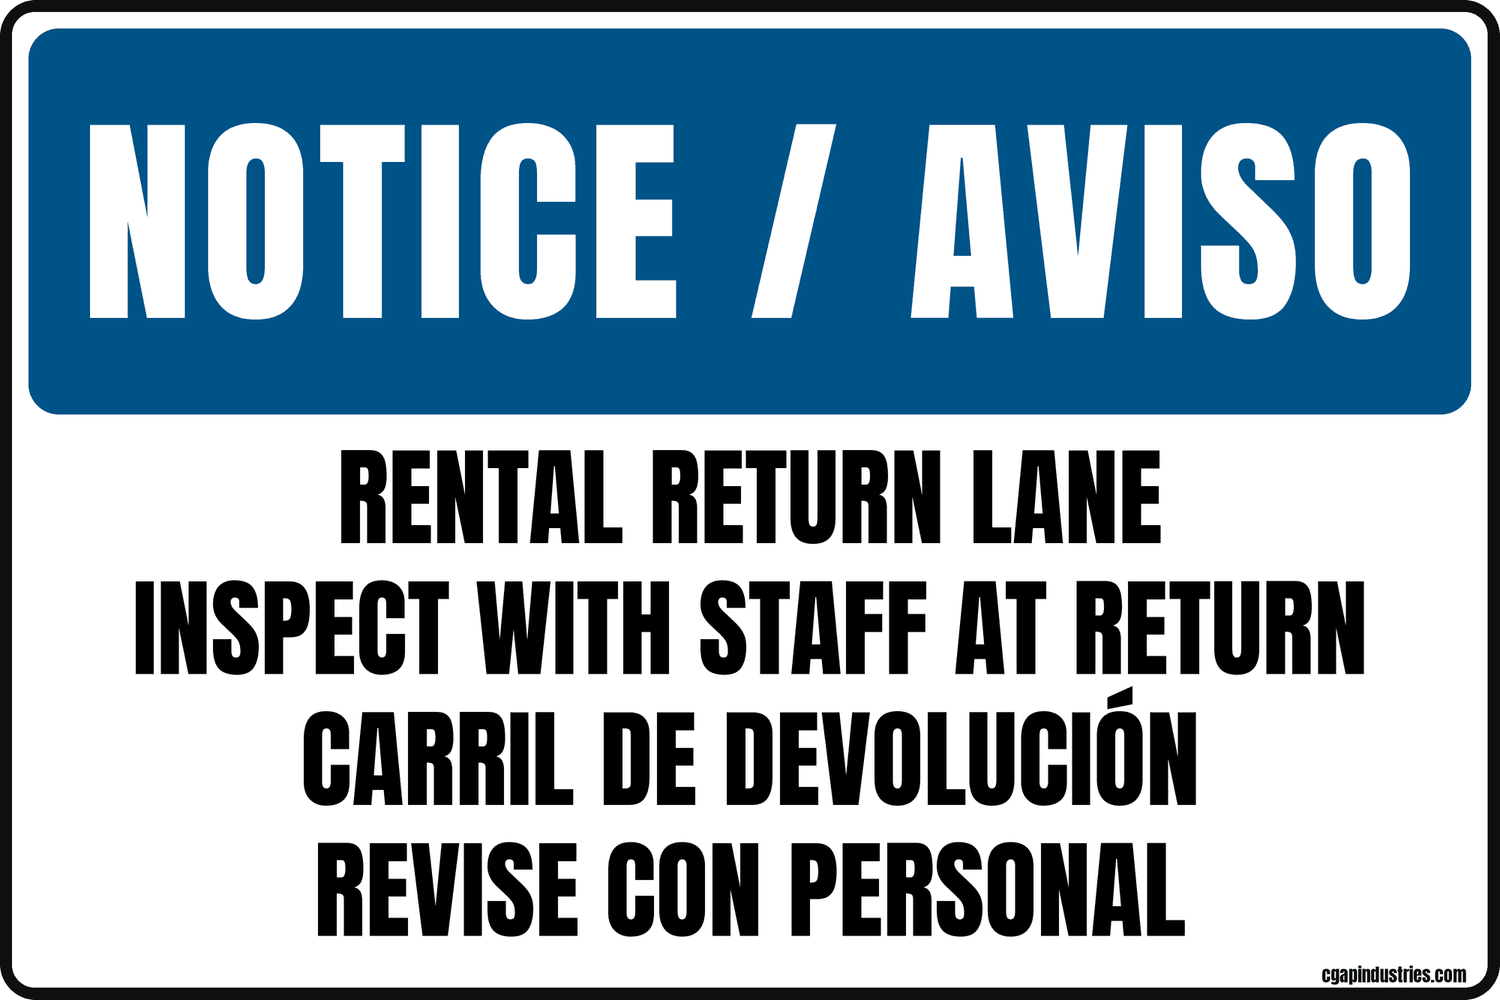 NOTICE / AVISO
RENTAL RETURN LANE
INSPECT WITH STAFF AT RETURN
CARRIL DE DEVOLUCIÓN
REVISE CON PERSONAL
cgapindustries.com